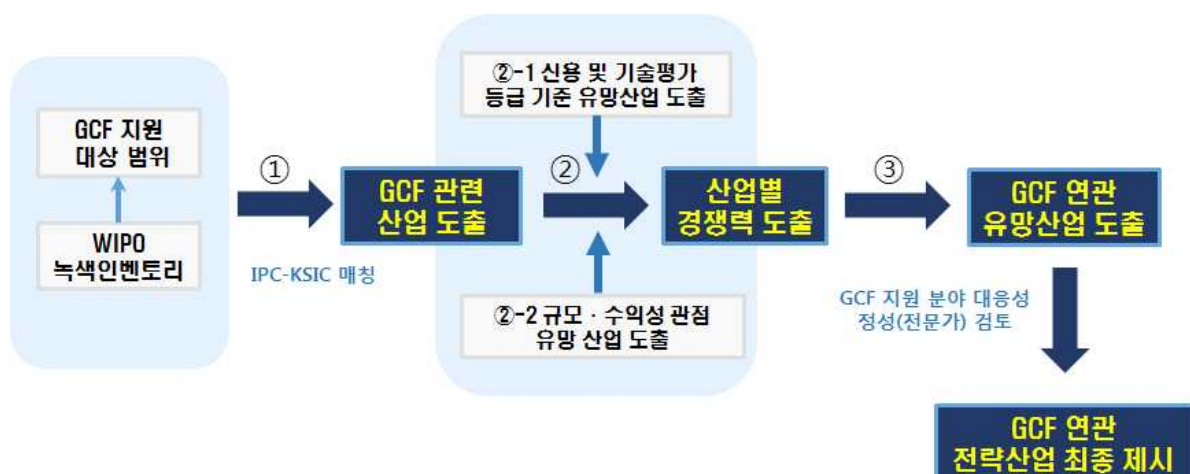 GCF 지원
대상 범위
WIPO
녹색인벤토리
①
IPC-KSIC 매칭
GCF 관련
산업 도출
②-1 신용 및 기술평가
등급 기준 유망산업 도출
②
②-2 규모 · 수익성 관점
유망 산업 도출
산업별
경쟁력 도출
③
GCF 연관
유망산업 도출
GCF 지원 분야 대응성
정성(전문가) 검토
GCF 연관
전략산업 최종 제시